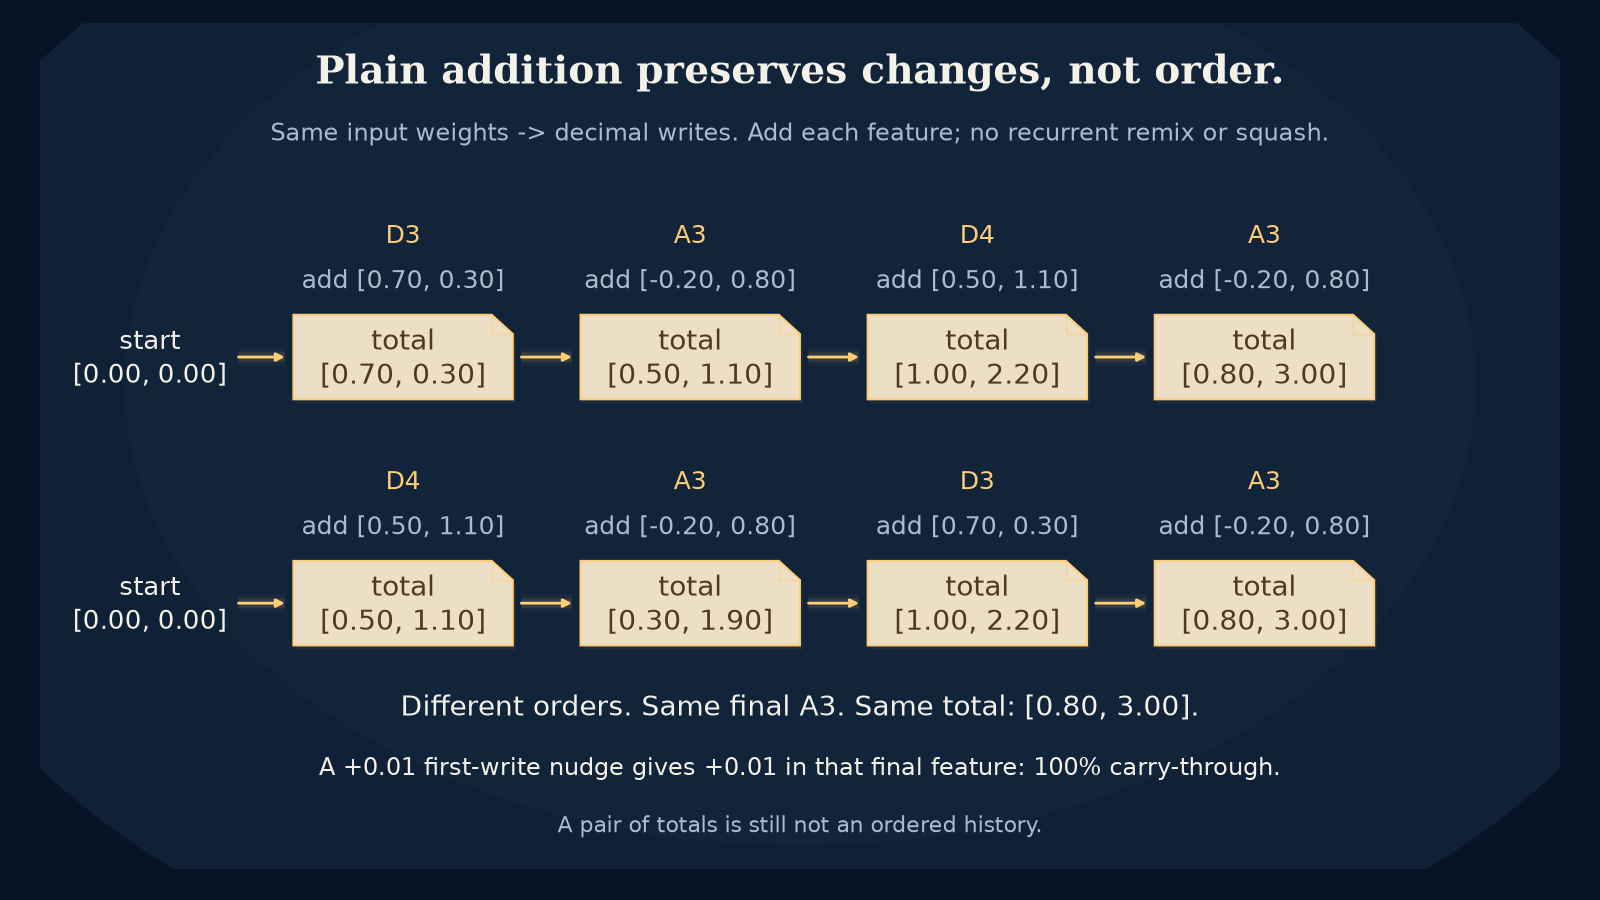 Plain addition preserves changes, not order.
Same input weights -> decimal writes. Add each feature; no recurrent remix or squash.
D3 A3 D4 A3
add [0.70, 0.30] add [-0.20, 0.80] add [0.50, 1.10] add [-0.20, 0.80]
start total total total total
[0.00, 0.00] [0.70, 0.30] [0.50, 1.10] [1.00, 2.20] [0.80, 3.00]
D4 A3 D3 A3
add [0.50, 1.10] add [-0.20, 0.80] add [0.70, 0.30] add [-0.20, 0.80]
start total total total total
[0.00, 0.00] [0.50, 1.10] [0.30, 1.90] [1.00, 2.20] [0.80, 3.00]
Different orders. Same final A3. Same total: [0.80, 3.00].
A +0.01 first-write nudge gives +0.01 in that final feature: 100% carry-through.
A pair of totals is still not an ordered history.